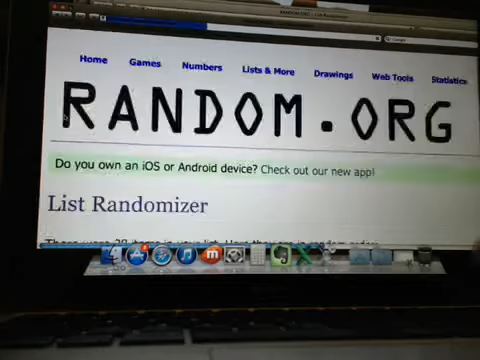 Home Games Numbers Lists & More Drawings Web Tools Statistics
RANDOM.ORG
Do you own an iOS or Android device? Check out our new app!
List Randomizer